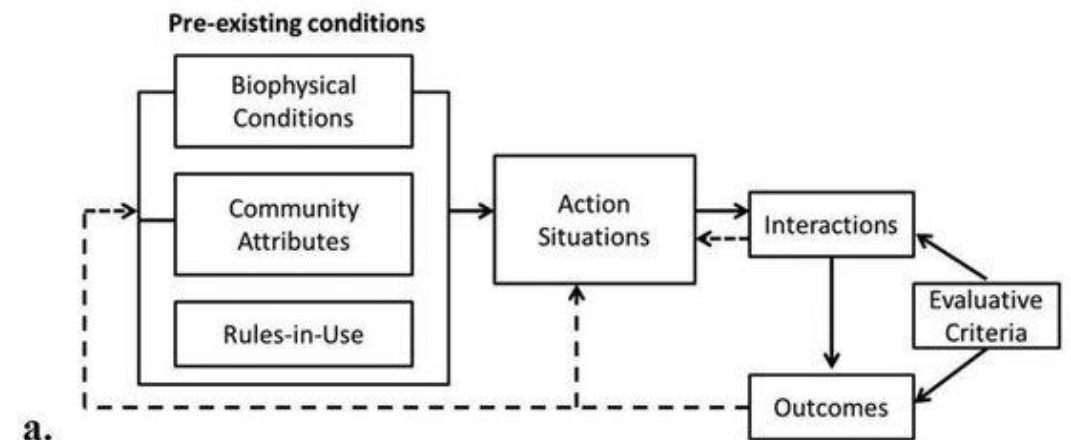 Pre-existing conditions
Biophysical
Conditions
Community
Attributes
Rules-in-Use
Action
Situations
Interactions
Evaluative
Criteria
Outcomes
a.